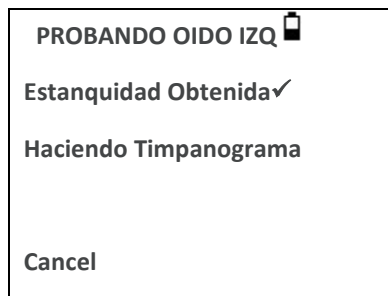 PROBANDO OIDO IZQ
Estanquidad Obtenida✓
Haciendo Timpanograma
Cancel